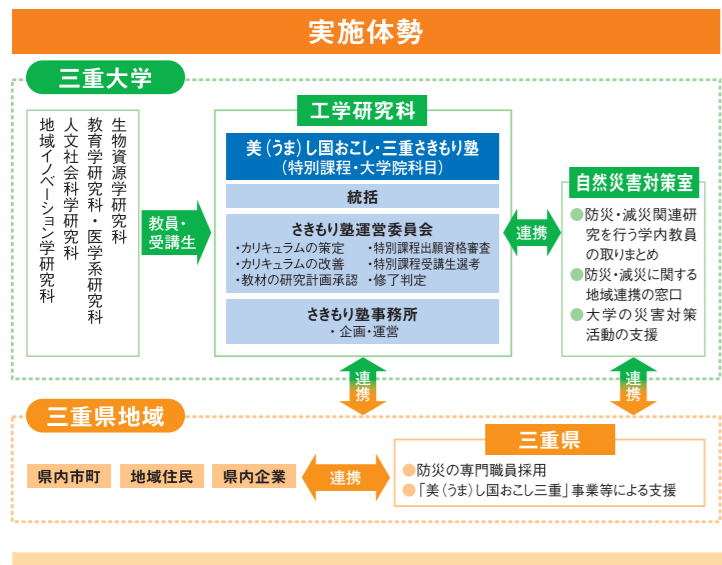 実施体勢
三重大学
生物資源学研究科
教育学研究科・医学系研究科
人文社会科学研究科
地域イノベーション学研究科
教員・
受講生
工学研究科
美(うまし)国おこし・三重さきもり塾
(特別課程・大学院科目)
統括
さきもり塾運営委員会
・カリキュラムの策定
・カリキュラムの改善
・教材の研究計画承認
・特別課程出願資格審査
・特別課程受講生選考
・修了判定
さきもり塾事務所
・企画・運営
連携
自然災害対策室
●防災・減災関連研
究を行う学内教員
の取りまとめ
●防災・減災に関する
地域連携の窓口
●大学の災害対策
活動の支援
連携
連携
三重県地域
県内市町
地域住民
県内企業
連携
三重県
●防災の専門職員採用
●「美(うま)し国おこし三重」事業等による支援